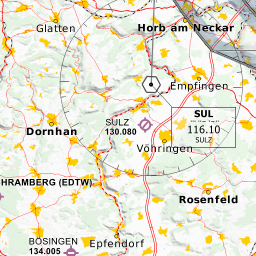 Horb am Neckar
Glatten
Empfingen
SUL
116.10
SULZ
SULZ
130.080
Dornhan
Vöhringen
HRAMBERG (EDTW)
Rosenfeld
BÖSINGEN
134.005
Epfendorf